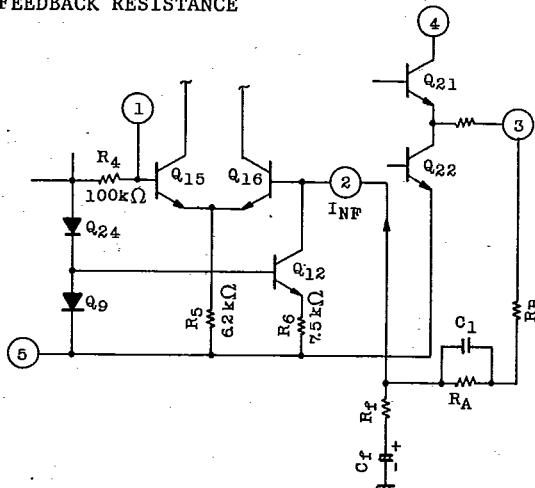 FEEDBACK RESISTANCE
4
Q21
1
3
R4
Q15
Q16
2
Q22
100kΩ
INF
Q24
Q12
Q9
R5
6.2kΩ
R6
7.5kΩ
RB
C1
5
RA
Rf
Cf
+
-